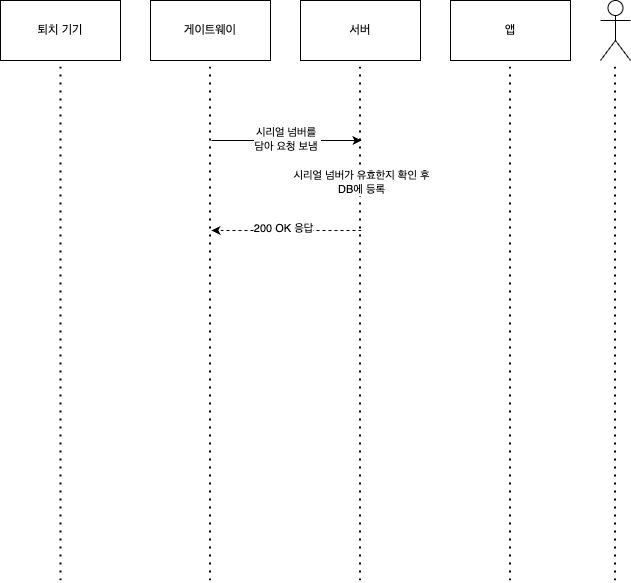 퇴치 기기
게이트웨이
서버
앱
시리얼 넘버를
담아 요청 보냄
시리얼 넘버가 유효한지 확인 후
DB에 등록
200 OK 응답